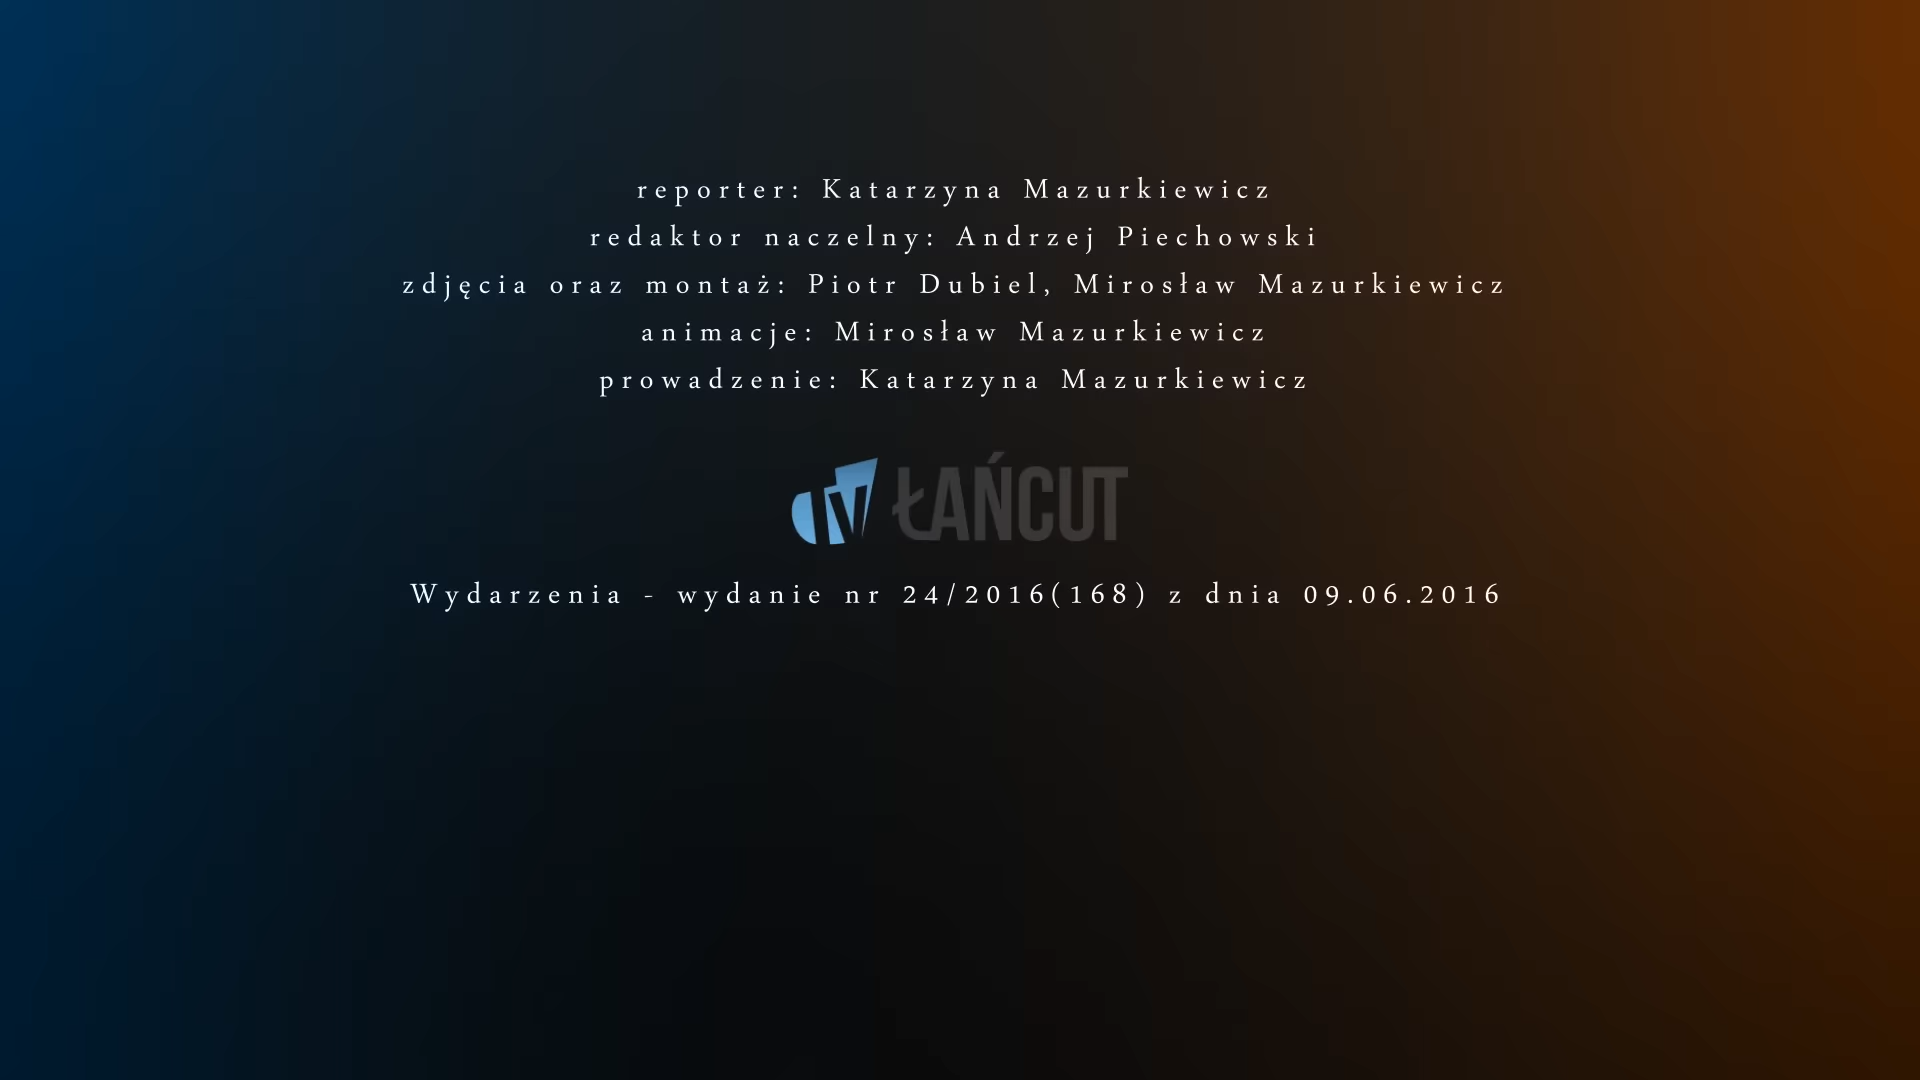 reporter: Katarzyna Mazurkiewicz
redaktor naczelny: Andrzej Piechowski
zdjęcia oraz montaż: Piotr Dubiel, Mirosław Mazurkiewicz
animacje: Mirosław Mazurkiewicz
prowadzenie: Katarzyna Mazurkiewicz
TV ŁAŃCUT
Wydarzenia - wydanie nr 24/2016(168) z dnia 09.06.2016